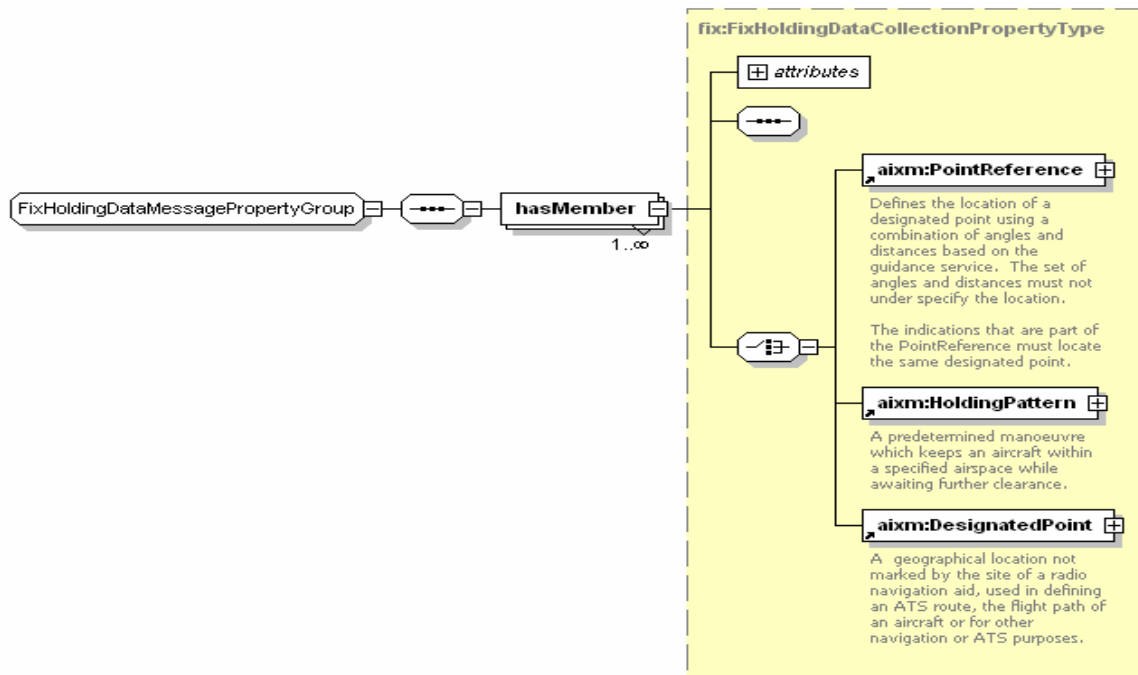 fix:FixHoldingDataCollectionPropertyType
attributes
FixHoldingDataMessagePropertyGroup
hasMember
1..∞
aixm:PointReference
Defines the location of a
designated point using a
combination of angles and
distances based on the
guidance service.  The set of
angles and distances must not
under specify the location.
The indications that are part of
the PointReference must locate
the same designated point.
aixm:HoldingPattern
A predetermined manoeuvre
which keeps an aircraft within
a specified airspace while
awaiting further clearance.
aixm:DesignatedPoint
A  geographical location not
marked by the site of a radio
navigation aid, used in defining
an ATS route, the flight path of
an aircraft or for other
navigation or ATS purposes.